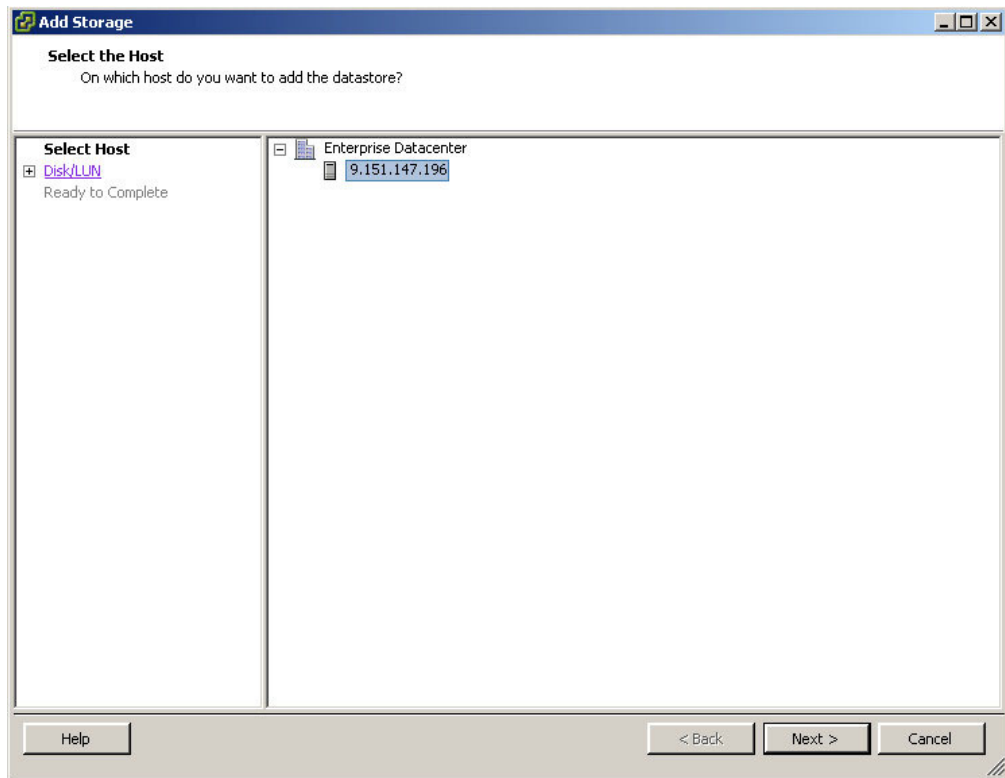 Add Storage
Select the Host
On which host do you want to add the datastore?
Select Host
Disk/LUN
Ready to Complete
Enterprise Datacenter
9.151.147.196
Help
< Back
Next >
Cancel